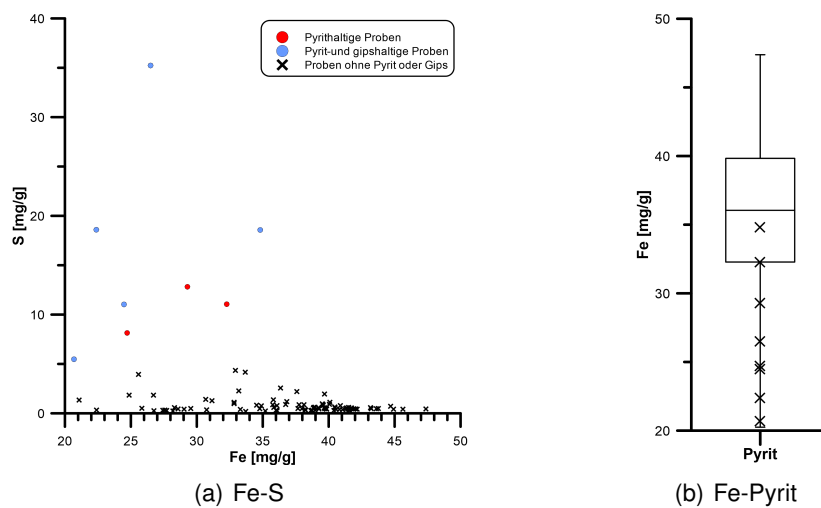 40
30
20
10
0
S [mg/g]
Pyrithaltige Proben
Pyrit-und gipshaltige Proben
Proben ohne Pyrit oder Gips
20 25 30 35 40 45 50
Fe [mg/g]
(a) Fe-S
50
40
30
20
Fe [mg/g]
Pyrit
(b) Fe-Pyrit